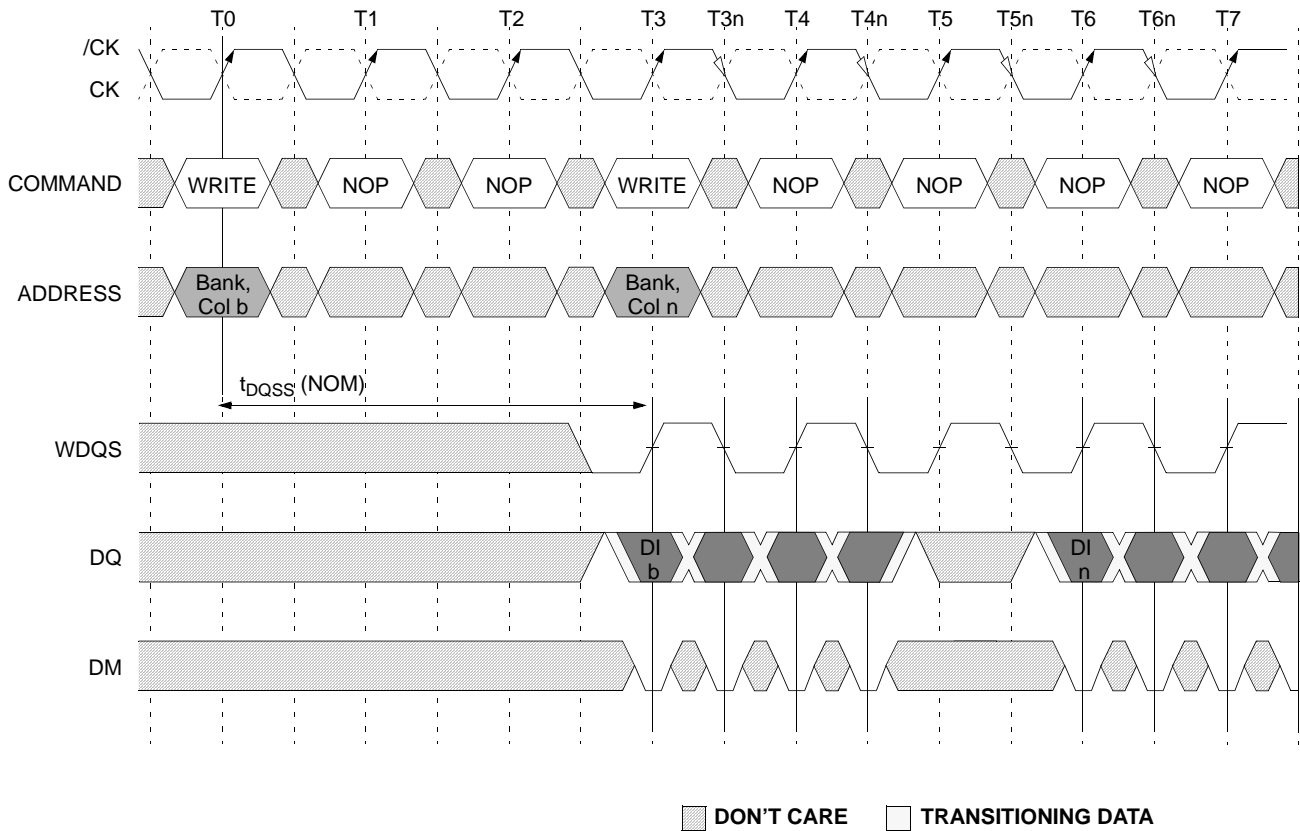 T0 T1 T2 T3 T3n T4 T4n T5 T5n T6 T6n T7
/CK
CK
COMMAND WRITE NOP NOP WRITE NOP NOP NOP NOP
ADDRESS Bank, Col b Bank, Col n
tDQSS (NOM)
WDQS
DQ DI b DI n
DM
DON'T CARE TRANSITIONING DATA